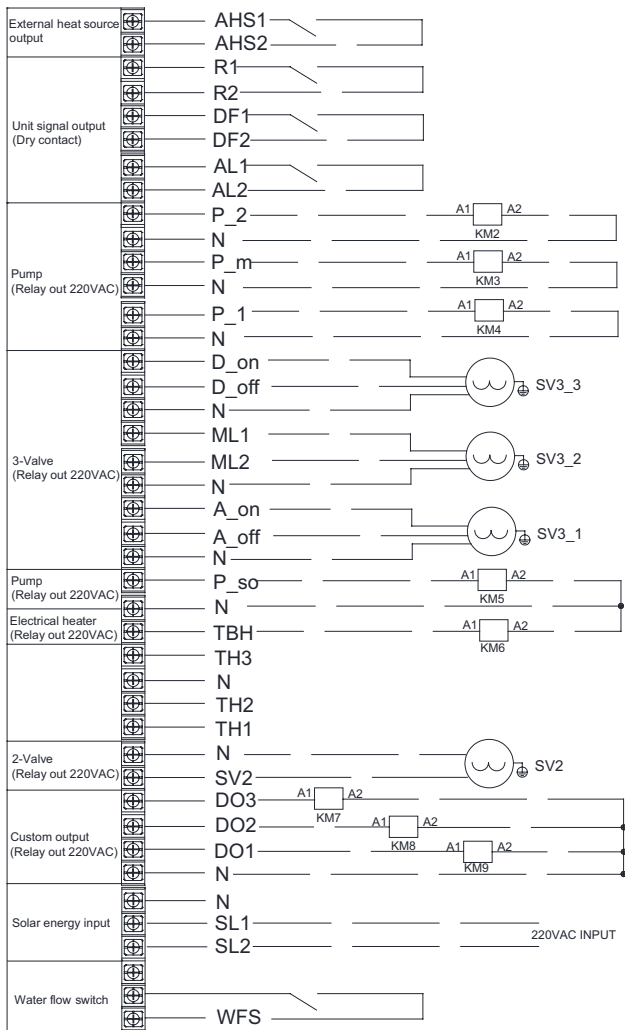 External heat source
output
AHS1
AHS2
Unit signal output
(Dry contact)
R1
R2
DF1
DF2
AL1
AL2
Pump
(Relay out 220VAC)
P_2
A1 A2
KM2
N
P_m
A1 A2
KM3
N
P_1
A1 A2
KM4
N
3-Valve
(Relay out 220VAC)
D_on
D_off
SV3_3
N
ML1
ML2
SV3_2
N
A_on
A_off
SV3_1
N
Pump
(Relay out 220VAC)
P_so
A1 A2
KM5
N
Electrical heater
(Relay out 220VAC)
TBH
A1 A2
KM6
TH3
N
TH2
TH1
2-Valve
(Relay out 220VAC)
N
SV2
SV2
Custom output
(Relay out 220VAC)
DO3
A1 A2
KM7
DO2
A1 A2
KM8
DO1
A1 A2
KM9
N
Solar energy input
N
SL1
SL2
220VAC INPUT
Water flow switch
WFS